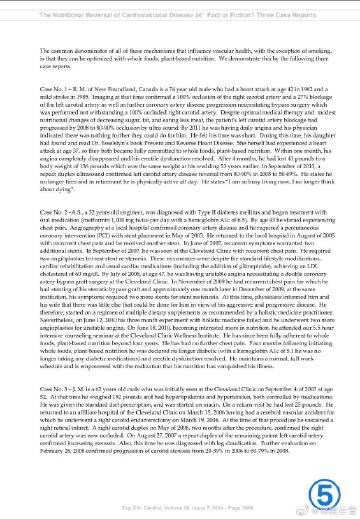 The Nutritional Reversal of Cardiovascular Disease â€“ Fact or Fiction? Three Case Reports
The common denominator of all of these mechanisms that influence vascular health, with the exception of smoking,
is that they can be optimized with whole foods, plant-based nutrition. We demonstrate this by the following three
case reports.
Case No. 1 – R. M. of New Foundland, Canada is a 76 year old male who had a heart attack at age 42 in 1982 and a
mild stroke in 1985. Imaging at that time confirmed a 100% occlusion of the right carotid artery and a 27% blockage
of the left carotid artery as well as further coronary artery disease progression necessitating bypass surgery which
was performed not withstanding a 100% occluded right carotid artery. Despite optimal medical therapy and modest
nutritional changes of decreasing sugar, fat, and eating less meat, the patient's left carotid artery blockage had
progressed by 2008 to 80-90% occlusion by ultra sound. By 2011 he was having daily angina and his physician
indicated there was nothing further they could do for him. He felt his time was short. During this time, his daughter
had found and read Dr. Esselstyn's book Prevent and Reverse Heart Disease. She herself had experienced a heart
attack at age 37, so they both became fully committed to whole foods, plant-based nutrition. Within one month, his
angina completely disappeared and his erectile dysfunction resolved. After 4 months, he had lost 41 pounds to a
body weight of 156 pounds which was the same weight at his wedding 53 years earlier. In September of 2013, a
repeat duplex ultrasound confirmed left carotid artery disease reversal from 80-90% in 2008 to 50-69%. He states he
no longer fears and in retirement he is physically active all day. He states "I am so busy living now, I no longer think
about dying".
Case No. 2 –A.S., a 32 years old engineer, was diagnosed with Type II diabetes mellitus and began treatment with
oral medication (metformin 1,000 mg twice per day with a hemoglobin A1c of 6.5). By age 43 he started experiencing
chest pain. Angiography at a local hospital confirmed coronary artery disease and he required a percutaneous
coronary intervention (PCI) with stent placement in May of 2002. He returned to the local hospital in August of 2005
with recurrent chest pain and he received another stent. In June of 2007, recurrent symptoms warranted two
additional stents. In September of 2007, he was seen at the Cleveland Clinic with recurrent chest pain. He required
two angioplasties to treat stent re-stenosis. These recurrences were despite the standard lifestyle modifications,
cardiac rehabilitation and usual cardiac medications (including the addition of glimepiride), achieving an LDL
cholesterol of 60 mg/dl. By July of 2008, at age 47, he was having unstable angina necessitating a double coronary
artery bypass graft surgery at the Cleveland Clinic. In November of 2009 he had recurrent chest pain for which he
had stenting of his stenotic by pass graft and approximately one month later in December of 2009, at the same
institution, his symptoms required two more stents for stent restenosis. At this time, physicians informed him and
his wife that there was little else that could be done for him in view of his aggressive and progressive disease. He
therefore, started on a regimen of multiple dietary supplements as recommended by a holistic medicine practitioner.
Nevertheless, on June 12, 2010 his three month experiment with holistic medicine failed and he underwent two more
angioplasties for unstable angina. On June 18, 2010, becoming interested more in nutrition, he attended our 5.5 hour
intensive counseling seminar at the Cleveland Clinic Wellness Institute. He has since been fully adherent to whole
foods, plant-based nutrition beyond four years. He has had no further chest pain. Four months following initiating
whole foods, plant-based nutrition he was declared no longer diabetic (with a hemoglobin A1c of 5.1 he was no
longer taking any diabetic medications) and erectile dysfunction resolved. He maintains a normal, full work
schedule and is empowered with the realization that his nutrition has vanquished his illness.
Case No. 3 – J. M. is a 62 years old male who was initially seen at the Cleveland Clinic on September 4, of 2003 at age
52. At that time he weighed 192 pounds and had hyperlipidemia and hypertension, both controlled by medications.
He was given the standard diet prescription, and was started on niacin. On a return visit he had lost 25 pounds. He
returned to an affiliate hospital of the Cleveland Clinic on March 15, 2006 having had a cerebral vascular accident for
which he underwent a right carotid endarterectomy on March 19, 2006. At the time of that procedure he sustained a
right retinal infarct. A right carotid duplex on May of 2006, two months after the procedure, confirmed the right
carotid artery was now occluded. On August 27, 2007 a repeat duplex of the remaining patent left carotid artery
confirmed increasing stenosis. Also, this time he was diagnosed with leg claudication. Further evaluation on
February 28, 2008 confirmed progression of carotid stenosis from 20-39% in 2006 to 60-79% in 2008.
5
Exp Clin Cardiol, Volume 20, Issue 7, 2014 - Page 1904